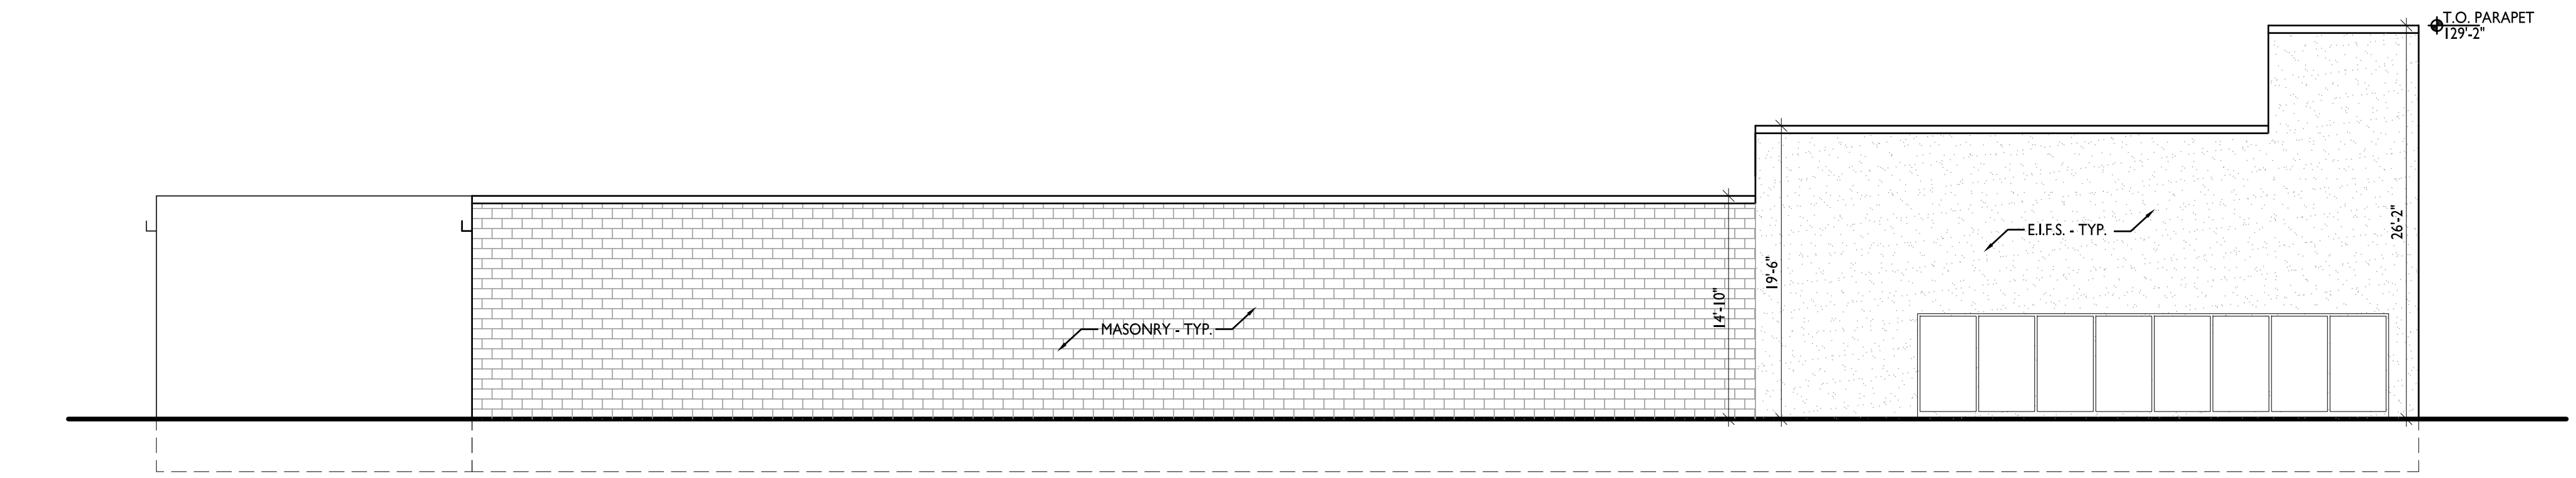 T.O. PARAPET
129'-2"
26'-2"
E.I.F.S. - TYP.
19'-6"
14'-10"
MASONRY - TYP.